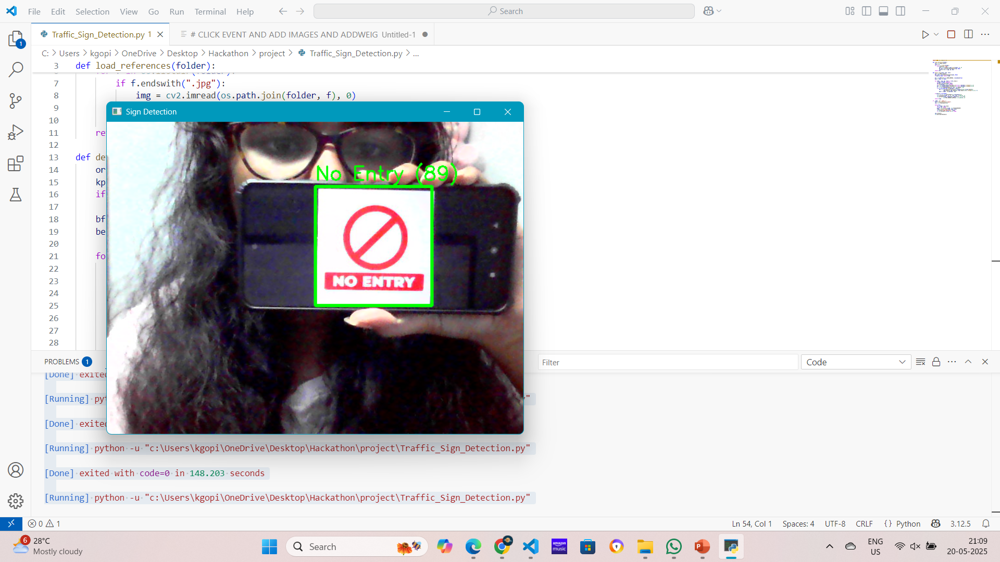 File Edit Selection View Go Run Terminal Help Search
Traffic_Sign_Detection.py 1 # CLICK EVENT AND ADD IMAGES AND ADDWEIG Untitled-1
C: > Users > kgopi > OneDrive > Desktop > Hackathon > project > Traffic_Sign_Detection.py > ...
3 def load_references(folder):
7 if f.endswith(".jpg"):
8 img = cv2.imread(os.path.join(folder, f), 0)
9
Sign Detection
10
11 re
12
13 def de
14 or
15 kp
16 if
17
18 bf
19 be
20
21 fo
22
23
24
25
26
27
28
No Entry (89)
NO ENTRY
PROBLEMS 1
Filter
Code
[Done] exited
[Running] pyt y"
[Done] exited
[Running] python -u "c:\Users\kgopi\OneDrive\Desktop\Hackathon\project\Traffic_Sign_Detection.py"
[Done] exited with code=0 in 148.203 seconds
[Running] python -u "c:\Users\kgopi\OneDrive\Desktop\Hackathon\project\Traffic_Sign_Detection.py"
0 1 Ln 54, Col 1 Spaces: 4 UTF-8 CRLF { } Python 3.12.5
6 28°C
Mostly cloudy
Search
amazon music
ENG
US
21:09
20-05-2025